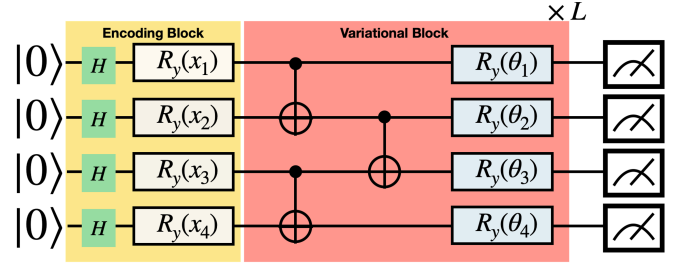 × L
Encoding Block Variational Block
|0⟩ H R_y(x_1) R_y(θ_1)
|0⟩ H R_y(x_2) R_y(θ_2)
|0⟩ H R_y(x_3) R_y(θ_3)
|0⟩ H R_y(x_4) R_y(θ_4)